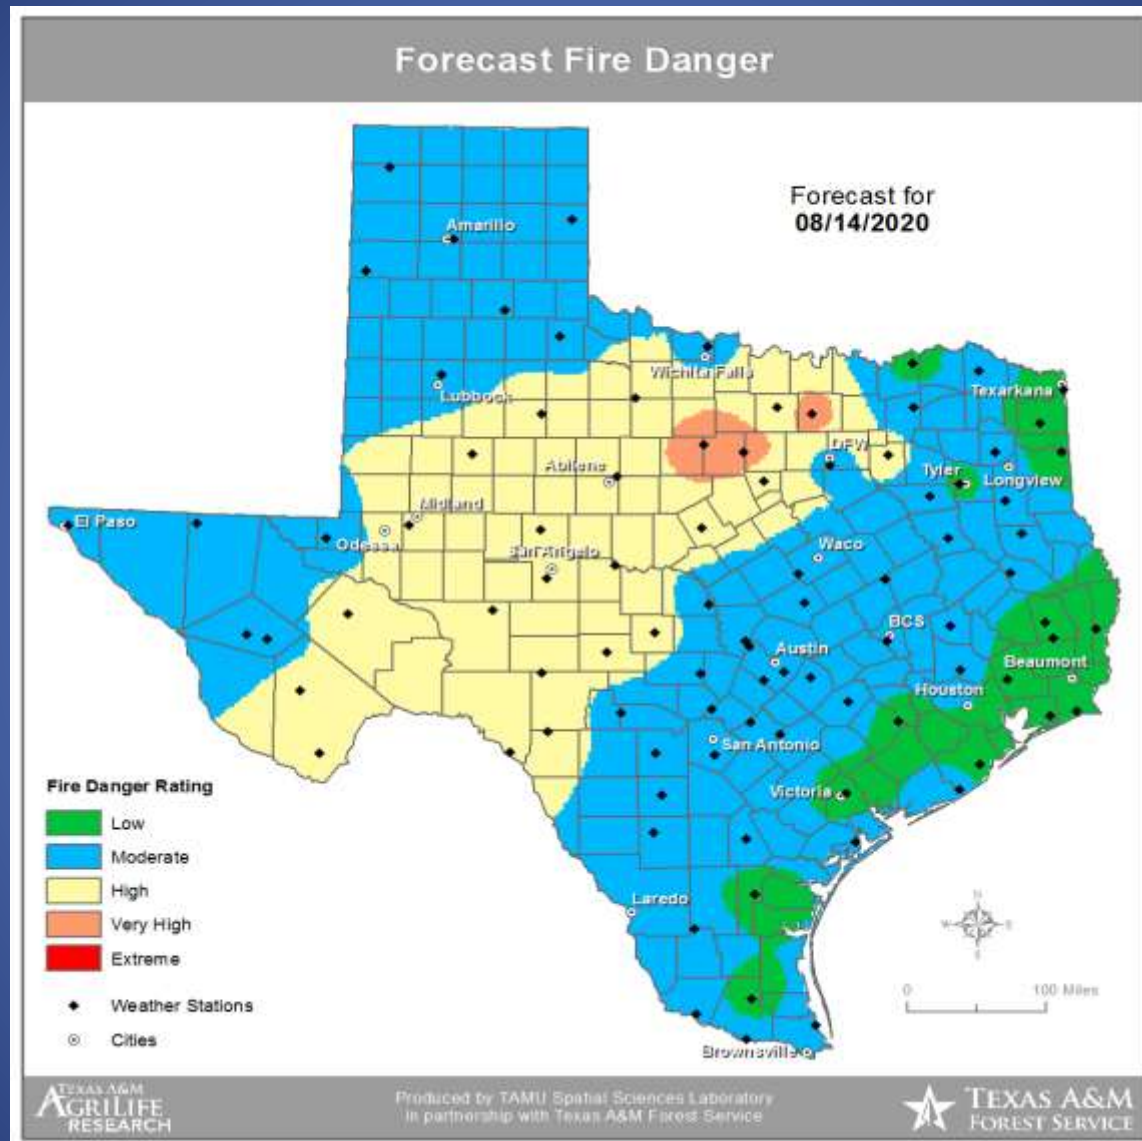 Forecast Fire Danger
Forecast for
08/14/2020
Amarillo
Wichita Falls
Lubbock
Texarkana
DFW
Abilene
Tyler
Longview
Midland
El Paso
Odessa
San Angelo
Waco
BCS
Austin
Beaumont
Houston
San Antonio
Victoria
Fire Danger Rating
Low
Moderate
High
Very High
Extreme
Weather Stations
Cities
Laredo
N
W
E
S
0
100 Miles
Brownsville
TEXAS A&M
AGRILIFE
RESEARCH
Produced by TAMU Spatial Sciences Laboratory
in partnership with Texas A&M Forest Service
TEXAS A&M
FOREST SERVICE